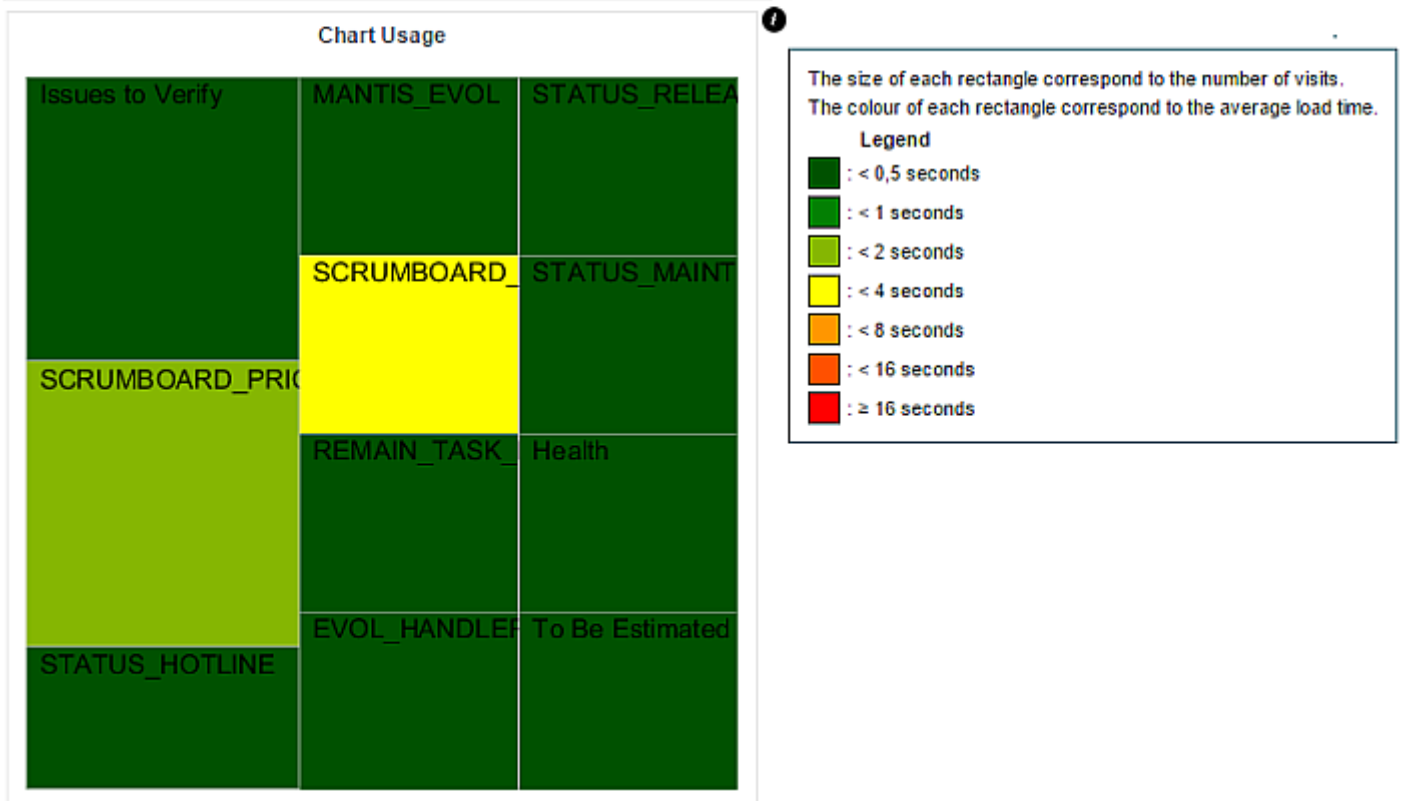 Chart Usage
i
Issues to Verify
MANTIS_EVOL
STATUS_RELEA
SCRUMBOARD_
STATUS_MAINT
SCRUMBOARD_PRIO
REMAIN_TASK_
Health
EVOL_HANDLER
To Be Estimated
STATUS_HOTLINE
The size of each rectangle correspond to the number of visits.
The colour of each rectangle correspond to the average load time.
Legend
: < 0,5 seconds
: < 1 seconds
: < 2 seconds
: < 4 seconds
: < 8 seconds
: < 16 seconds
: ≥ 16 seconds